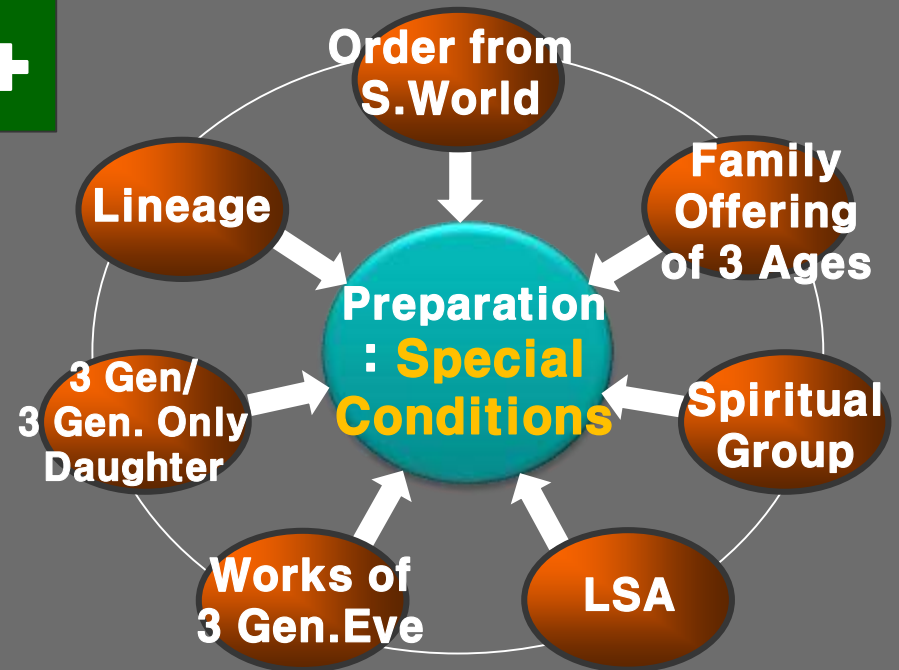 Order from
S.World
Family
Offering
of 3 Ages
Spiritual
Group
LSA
Works of
3 Gen.Eve
3 Gen/
3 Gen. Only
Daughter
Lineage
Preparation
: Special
Conditions